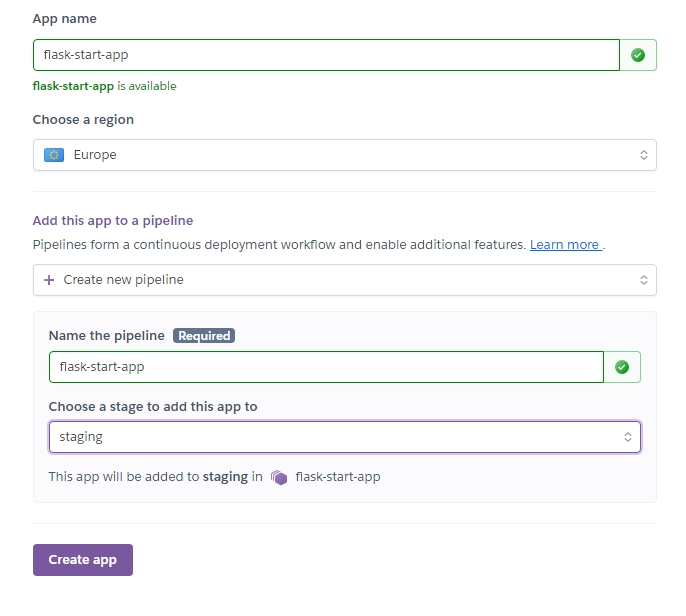 App name
flask-start-app
flask-start-app is available
Choose a region
Europe
Add this app to a pipeline
Pipelines form a continuous deployment workflow and enable additional features. Learn more .
Create new pipeline
Name the pipeline Required
flask-start-app
Choose a stage to add this app to
staging
This app will be added to staging in flask-start-app
Create app